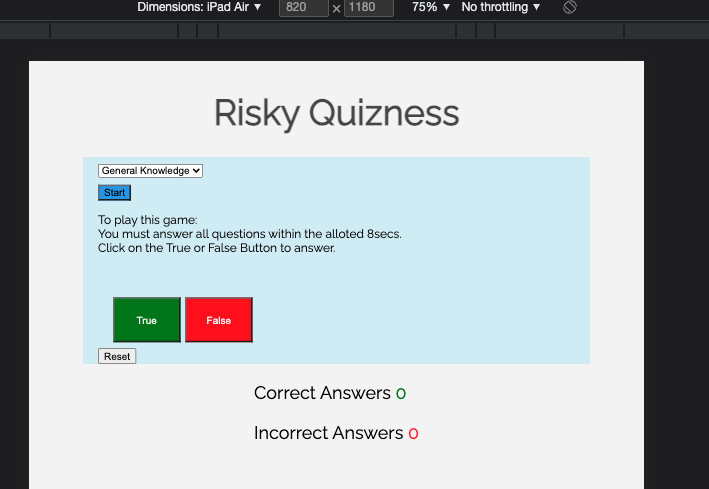 Dimensions: iPad Air ▼ 820 × 1180 75% ▼ No throttling ▼
Risky Quizness
General Knowledge
Start
To play this game:
You must answer all questions within the alloted 8secs.
Click on the True or False Button to answer.
True False
Reset
Correct Answers 0
Incorrect Answers 0